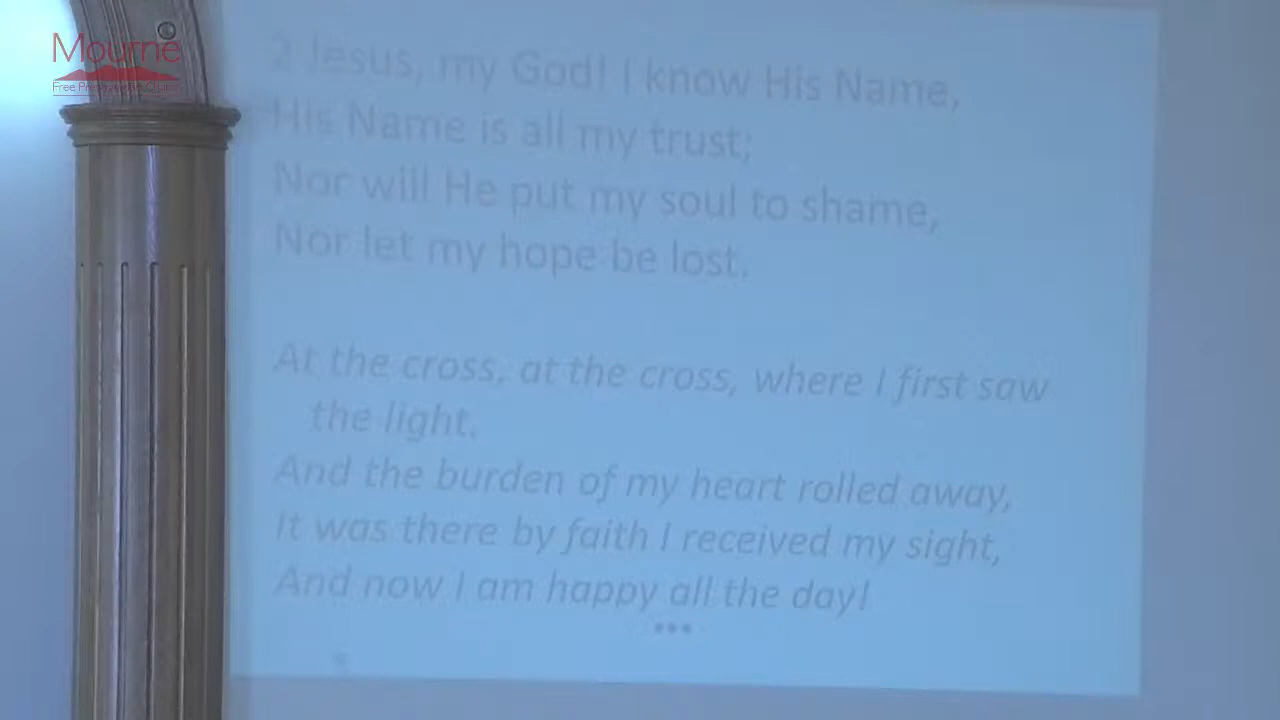 Mourne
Free Presbyterian Church
2 Jesus, my God! I know His Name,
His Name is all my trust;
Nor will He put my soul to shame,
Nor let my hope be lost.
At the cross, at the cross, where I first saw
the light.
And the burden of my heart rolled away,
It was there by faith I received my sight,
And now I am happy all the day!
•••